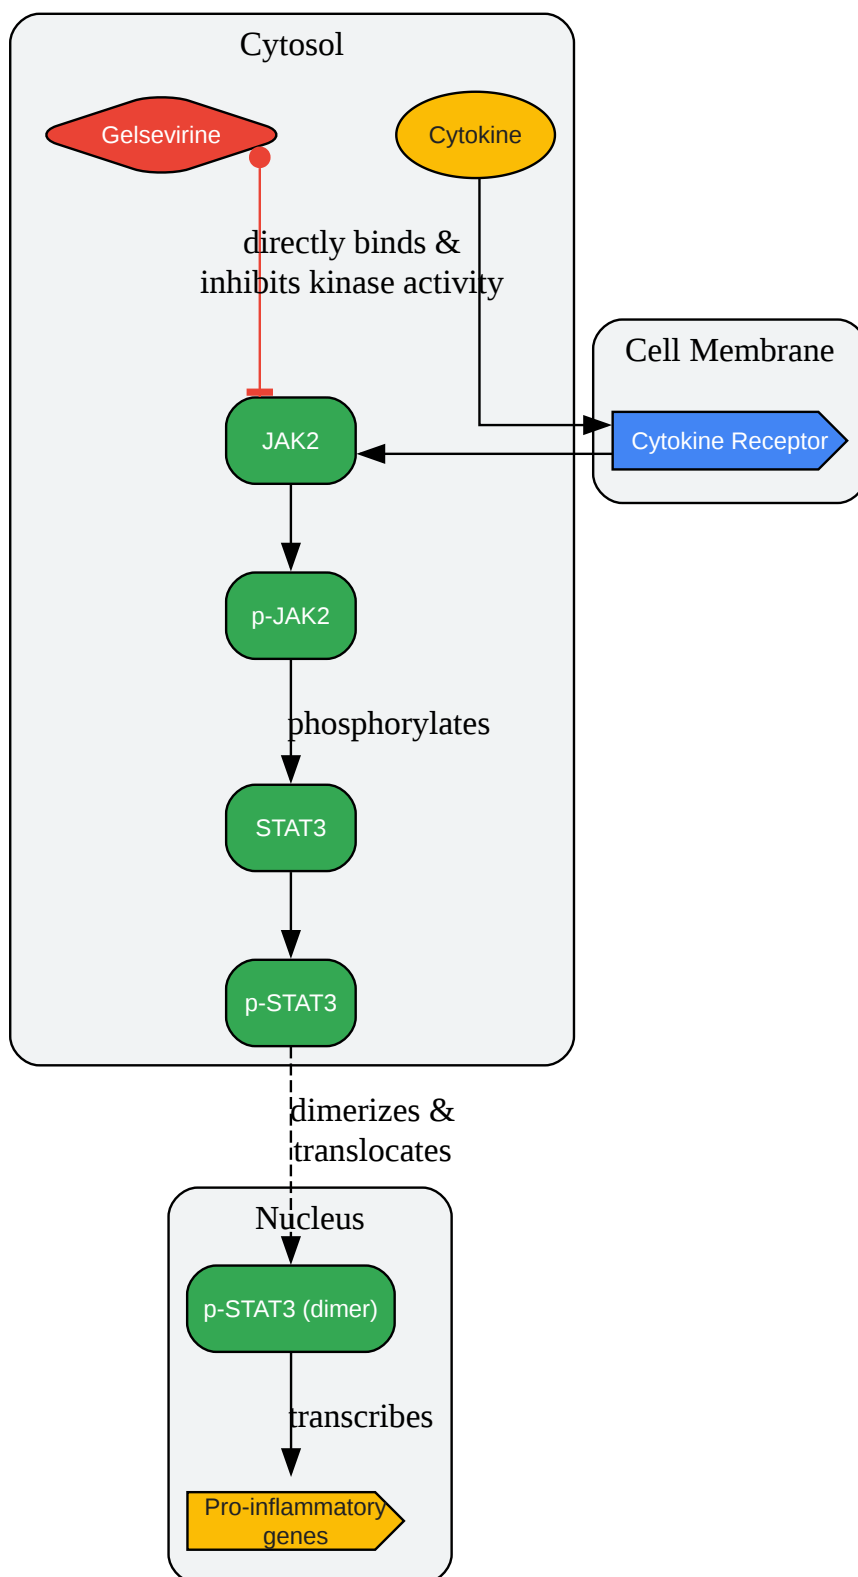 Cytosol
Gelsevirine
Cytokine
directly binds &
inhibits kinase activity
Cell Membrane
Cytokine Receptor
JAK2
p-JAK2
phosphorylates
STAT3
p-STAT3
dimerizes &
translocates
Nucleus
p-STAT3 (dimer)
transcribes
Pro-inflammatory
genes